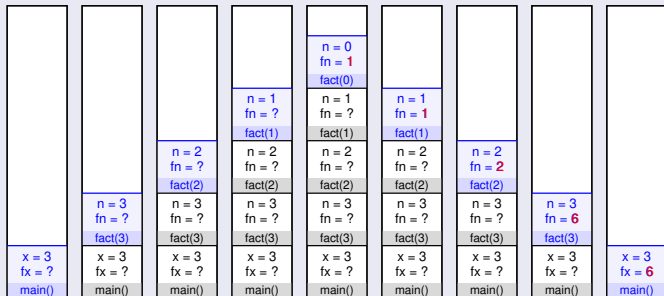 x = 3
fx = ?
main()
n = 3
fn = ?
fact(3)
x = 3
fx = ?
main()
n = 2
fn = ?
fact(2)
n = 3
fn = ?
fact(3)
x = 3
fx = ?
main()
n = 1
fn = ?
fact(1)
n = 2
fn = ?
fact(2)
n = 3
fn = ?
fact(3)
x = 3
fx = ?
main()
n = 0
fn = 1
fact(0)
n = 1
fn = ?
fact(1)
n = 2
fn = ?
fact(2)
n = 3
fn = ?
fact(3)
x = 3
fx = ?
main()
n = 1
fn = 1
fact(1)
n = 2
fn = ?
fact(2)
n = 3
fn = ?
fact(3)
x = 3
fx = ?
main()
n = 2
fn = 2
fact(2)
n = 3
fn = ?
fact(3)
x = 3
fx = ?
main()
n = 3
fn = 6
fact(3)
x = 3
fx = ?
main()
x = 3
fx = 6
main()